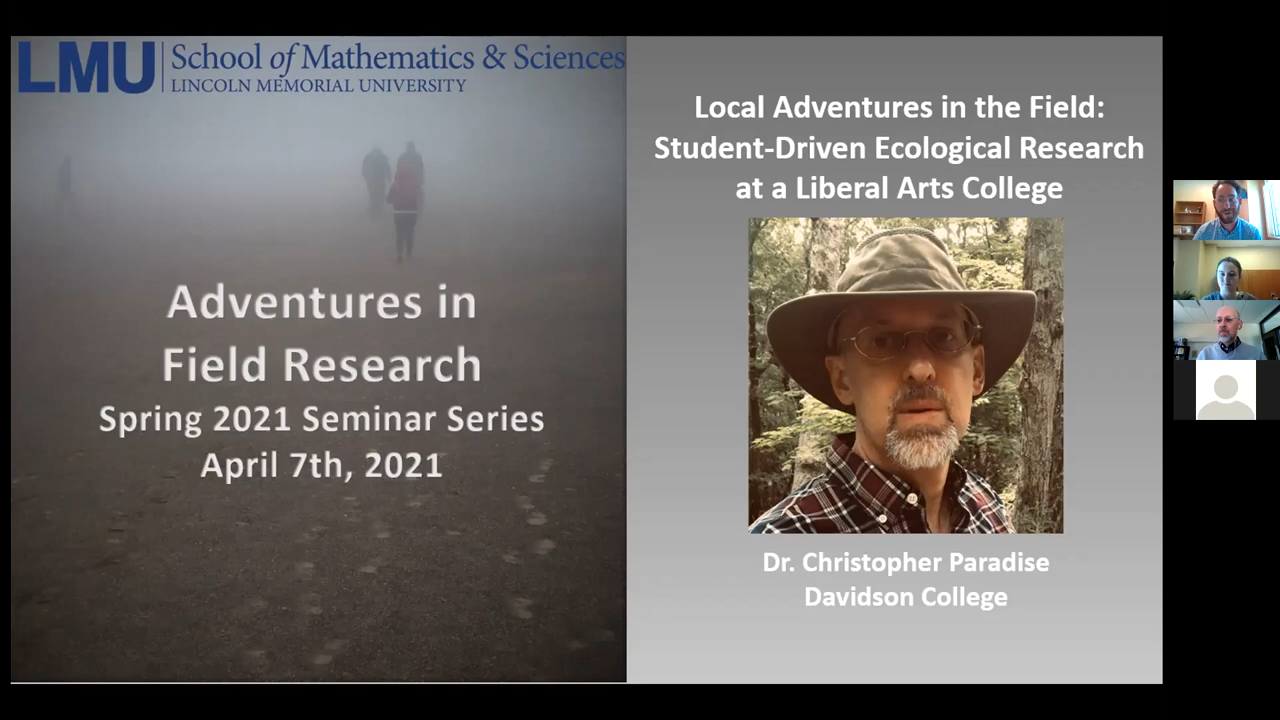 LMU School of Mathematics & Sciences
LINCOLN MEMORIAL UNIVERSITY
Adventures in
Field Research
Spring 2021 Seminar Series
April 7th, 2021
Local Adventures in the Field:
Student-Driven Ecological Research
at a Liberal Arts College
Dr. Christopher Paradise
Davidson College